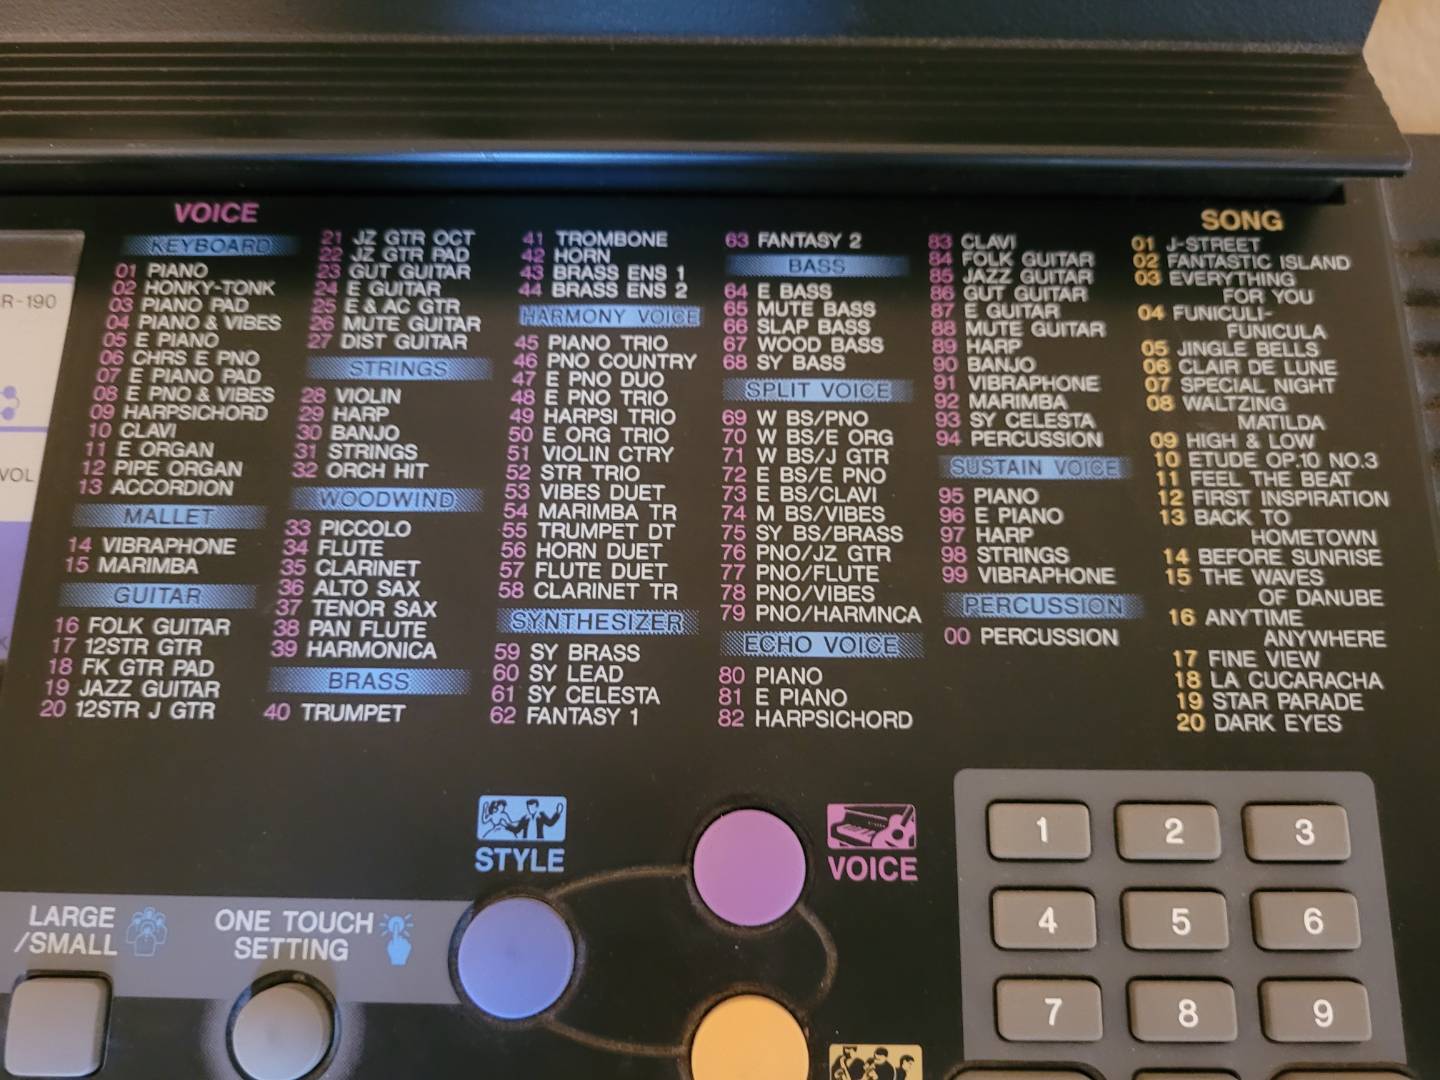 VOICE
KEYBOARD
01 PIANO
02 HONKY-TONK
03 PIANO PAD
04 PIANO & VIBES
05 E PIANO
06 CHRS E PNO
07 E PIANO PAD
08 E PNO & VIBES
09 HARPSICHORD
10 CLAVI
11 E ORGAN
12 PIPE ORGAN
13 ACCORDION
MALLET
14 VIBRAPHONE
15 MARIMBA
GUITAR
16 FOLK GUITAR
17 12STR GTR
18 FK GTR PAD
19 JAZZ GUITAR
20 12STR J GTR
21 JZ GTR OCT
22 JZ GTR PAD
23 GUT GUITAR
24 E GUITAR
25 E & AC GTR
26 MUTE GUITAR
27 DIST GUITAR
STRINGS
28 VIOLIN
29 HARP
30 BANJO
31 STRINGS
32 ORCH HIT
WOODWIND
33 PICCOLO
34 FLUTE
35 CLARINET
36 ALTO SAX
37 TENOR SAX
38 PAN FLUTE
39 HARMONICA
BRASS
40 TRUMPET
41 TROMBONE
42 HORN
43 BRASS ENS 1
44 BRASS ENS 2
HARMONY VOICE
45 PIANO TRIO
46 PNO COUNTRY
47 E PNO DUO
48 E PNO TRIO
49 HARPSI TRIO
50 E ORG TRIO
51 VIOLIN CTRY
52 STR TRIO
53 VIBES DUET
54 MARIMBA TR
55 TRUMPET DT
56 HORN DUET
57 FLUTE DUET
58 CLARINET TR
SYNTHESIZER
59 SY BRASS
60 SY LEAD
61 SY CELESTA
62 FANTASY 1
63 FANTASY 2
BASS
64 E BASS
65 MUTE BASS
66 SLAP BASS
67 WOOD BASS
68 SY BASS
SPLIT VOICE
69 W BS/PNO
70 W BS/E ORG
71 W BS/J GTR
72 E BS/E PNO
73 E BS/CLAVI
74 M BS/VIBES
75 SY BS/BRASS
76 PNO/JZ GTR
77 PNO/FLUTE
78 PNO/VIBES
79 PNO/HARMNCA
ECHO VOICE
80 PIANO
81 E PIANO
82 HARPSICHORD
83 CLAVI
84 FOLK GUITAR
85 JAZZ GUITAR
86 GUT GUITAR
87 E GUITAR
88 MUTE GUITAR
89 HARP
90 BANJO
91 VIBRAPHONE
92 MARIMBA
93 SY CELESTA
94 PERCUSSION
SUSTAIN VOICE
95 PIANO
96 E PIANO
97 HARP
98 STRINGS
99 VIBRAPHONE
PERCUSSION
00 PERCUSSION
SONG
01 J-STREET
02 FANTASTIC ISLAND
03 EVERYTHING
FOR YOU
04 FUNICULI-
FUNICULA
05 JINGLE BELLS
06 CLAIR DE LUNE
07 SPECIAL NIGHT
08 WALTZING
MATILDA
09 HIGH & LOW
10 ETUDE OP.10 NO.3
11 FEEL THE BEAT
12 FIRST INSPIRATION
13 BACK TO
HOMETOWN
14 BEFORE SUNRISE
15 THE WAVES
OF DANUBE
16 ANYTIME
ANYWHERE
17 FINE VIEW
18 LA CUCARACHA
19 STAR PARADE
20 DARK EYES
R-190
VOL
STYLE
VOICE
LARGE
/SMALL
ONE TOUCH
SETTING
1 2 3
4 5 6
7 8 9